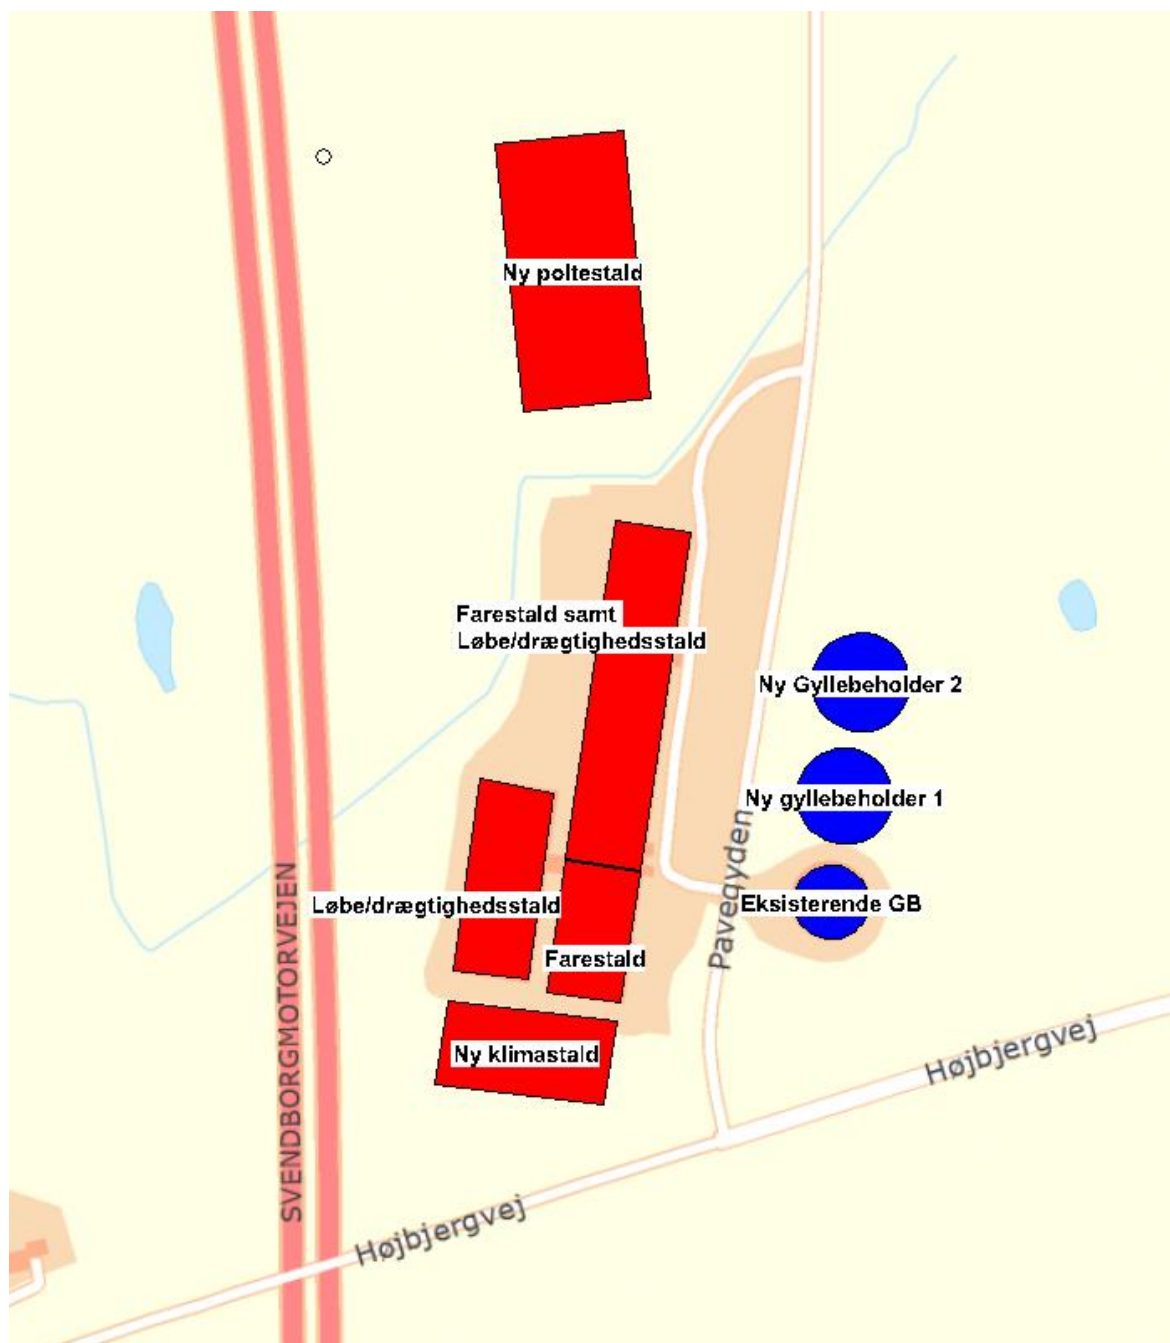 Ny poltestald
Farestald samt
Løbe/drægtighedsstald
Ny Gyllebeholder 2
Ny gyllebeholder 1
Pavegyden
Eksisterende GB
Løbe/drægtighedsstald
Farestald
SVENDBORGMOTORVEJEN
Ny klimastald
Højbjergvej
Højbjergvej